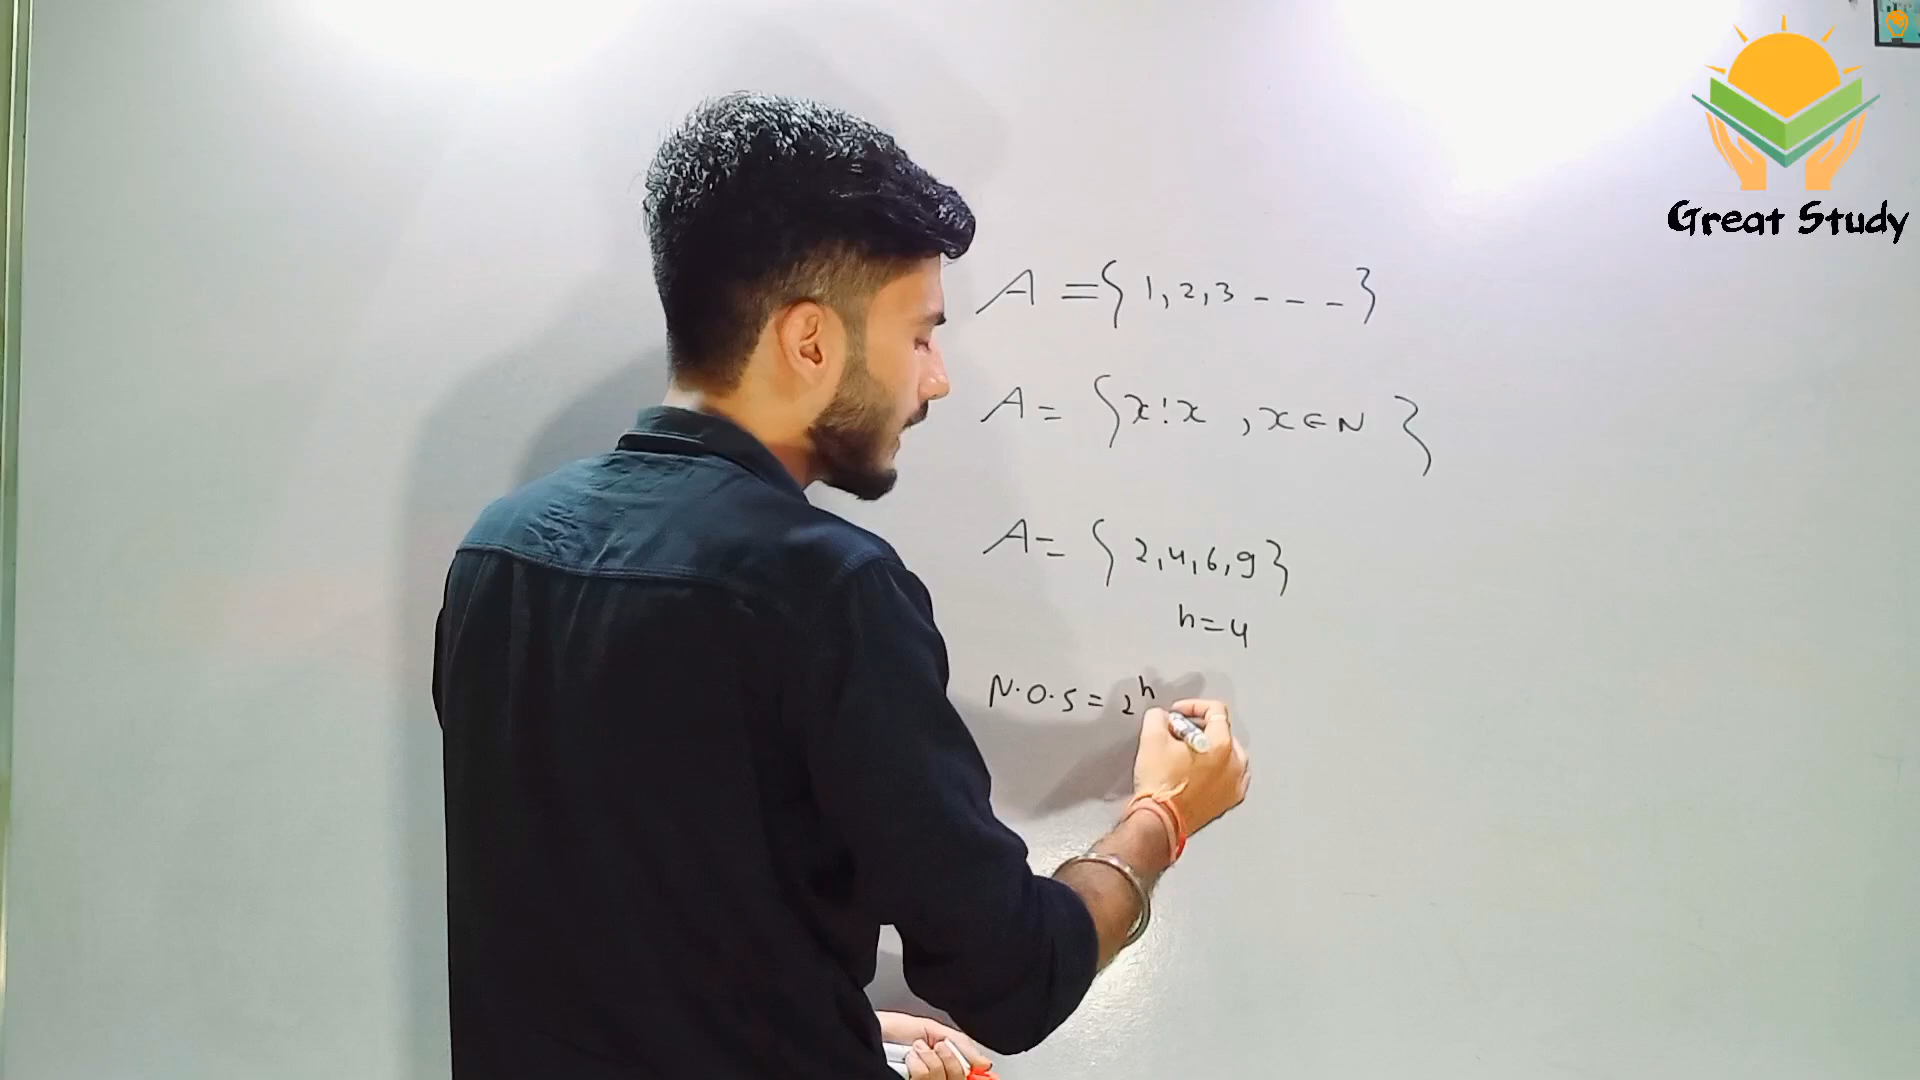 Great Study
A = { 1, 2, 3 - - - }
A = { x ! x , x ∈ N }
A = { 2, 4, 6, 9 }
n = 4
N.O.S = 2^n